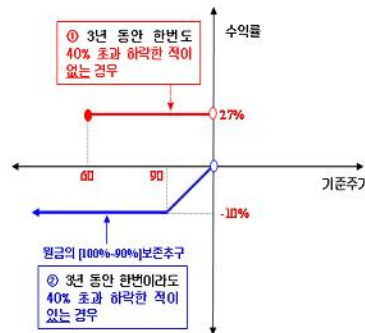 수익률
① 3년 동안 한번도
40% 초과 하락한 적이
없는 경우
27%
60
90
기준주가
-10%
원금의 [100%~90%]보존추구
② 3년 동안 한번이라도
40% 초과 하락한 적이
있는 경우